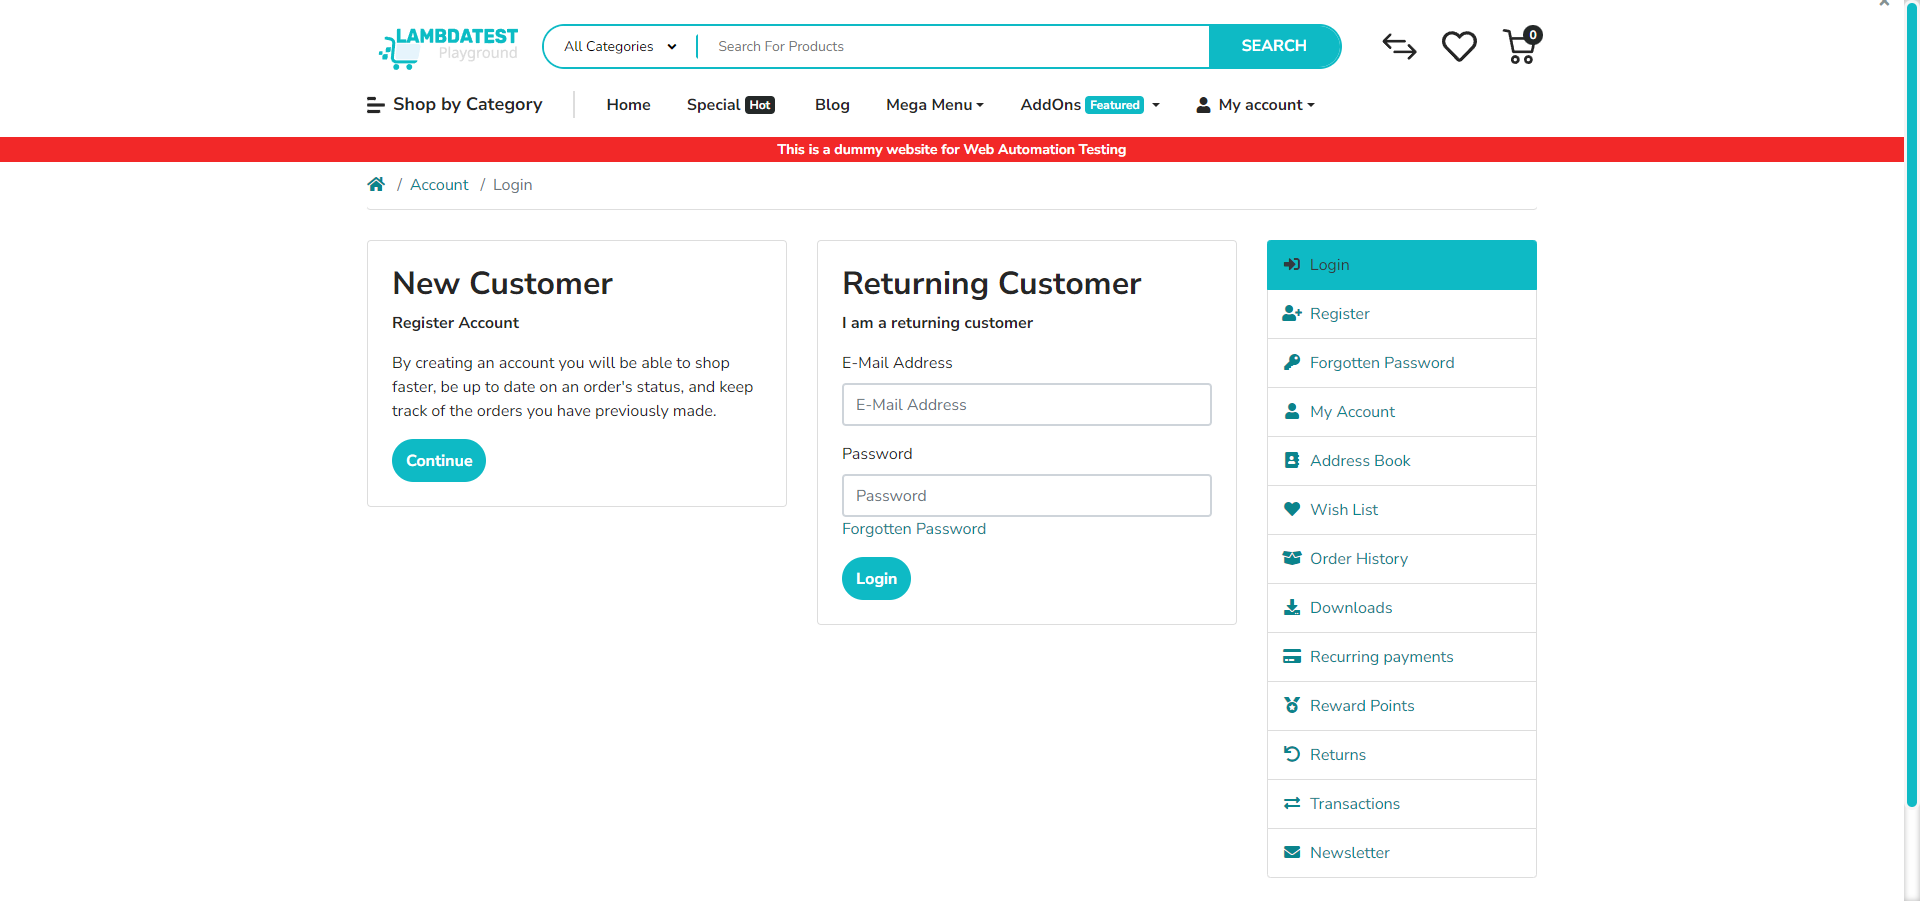 LAMBDATEST
Playground
All Categories
Search For Products
SEARCH
0
Shop by Category
Home
Special Hot
Blog
Mega Menu
AddOns Featured
My account
This is a dummy website for Web Automation Testing
/ Account / Login
New Customer
Register Account
By creating an account you will be able to shop
faster, be up to date on an order's status, and keep
track of the orders you have previously made.
Continue
Returning Customer
I am a returning customer
E-Mail Address
E-Mail Address
Password
Password
Forgotten Password
Login
Login
Register
Forgotten Password
My Account
Address Book
Wish List
Order History
Downloads
Recurring payments
Reward Points
Returns
Transactions
Newsletter